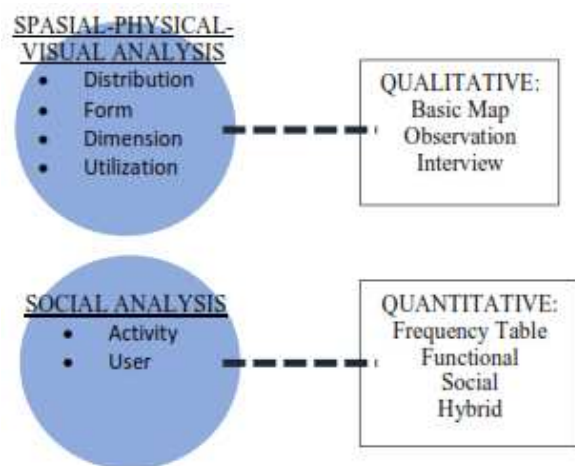 SPASIAL-PHYSICAL-
VISUAL ANALYSIS
• Distribution
• Form
• Dimension
• Utilization
QUALITATIVE:
Basic Map
Observation
Interview
SOCIAL ANALYSIS
• Activity
• User
QUANTITATIVE:
Frequency Table
Functional
Social
Hybrid